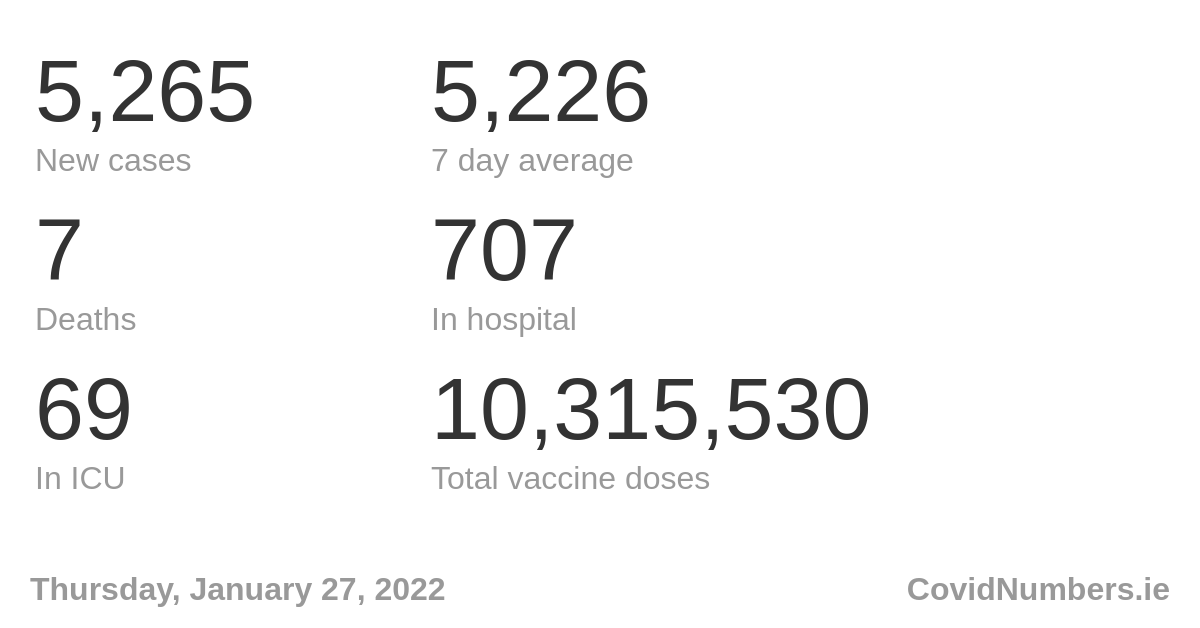 5,265 5,226
New cases 7 day average
7 707
Deaths In hospital
69 10,315,530
In ICU Total vaccine doses
Thursday, January 27, 2022 CovidNumbers.ie